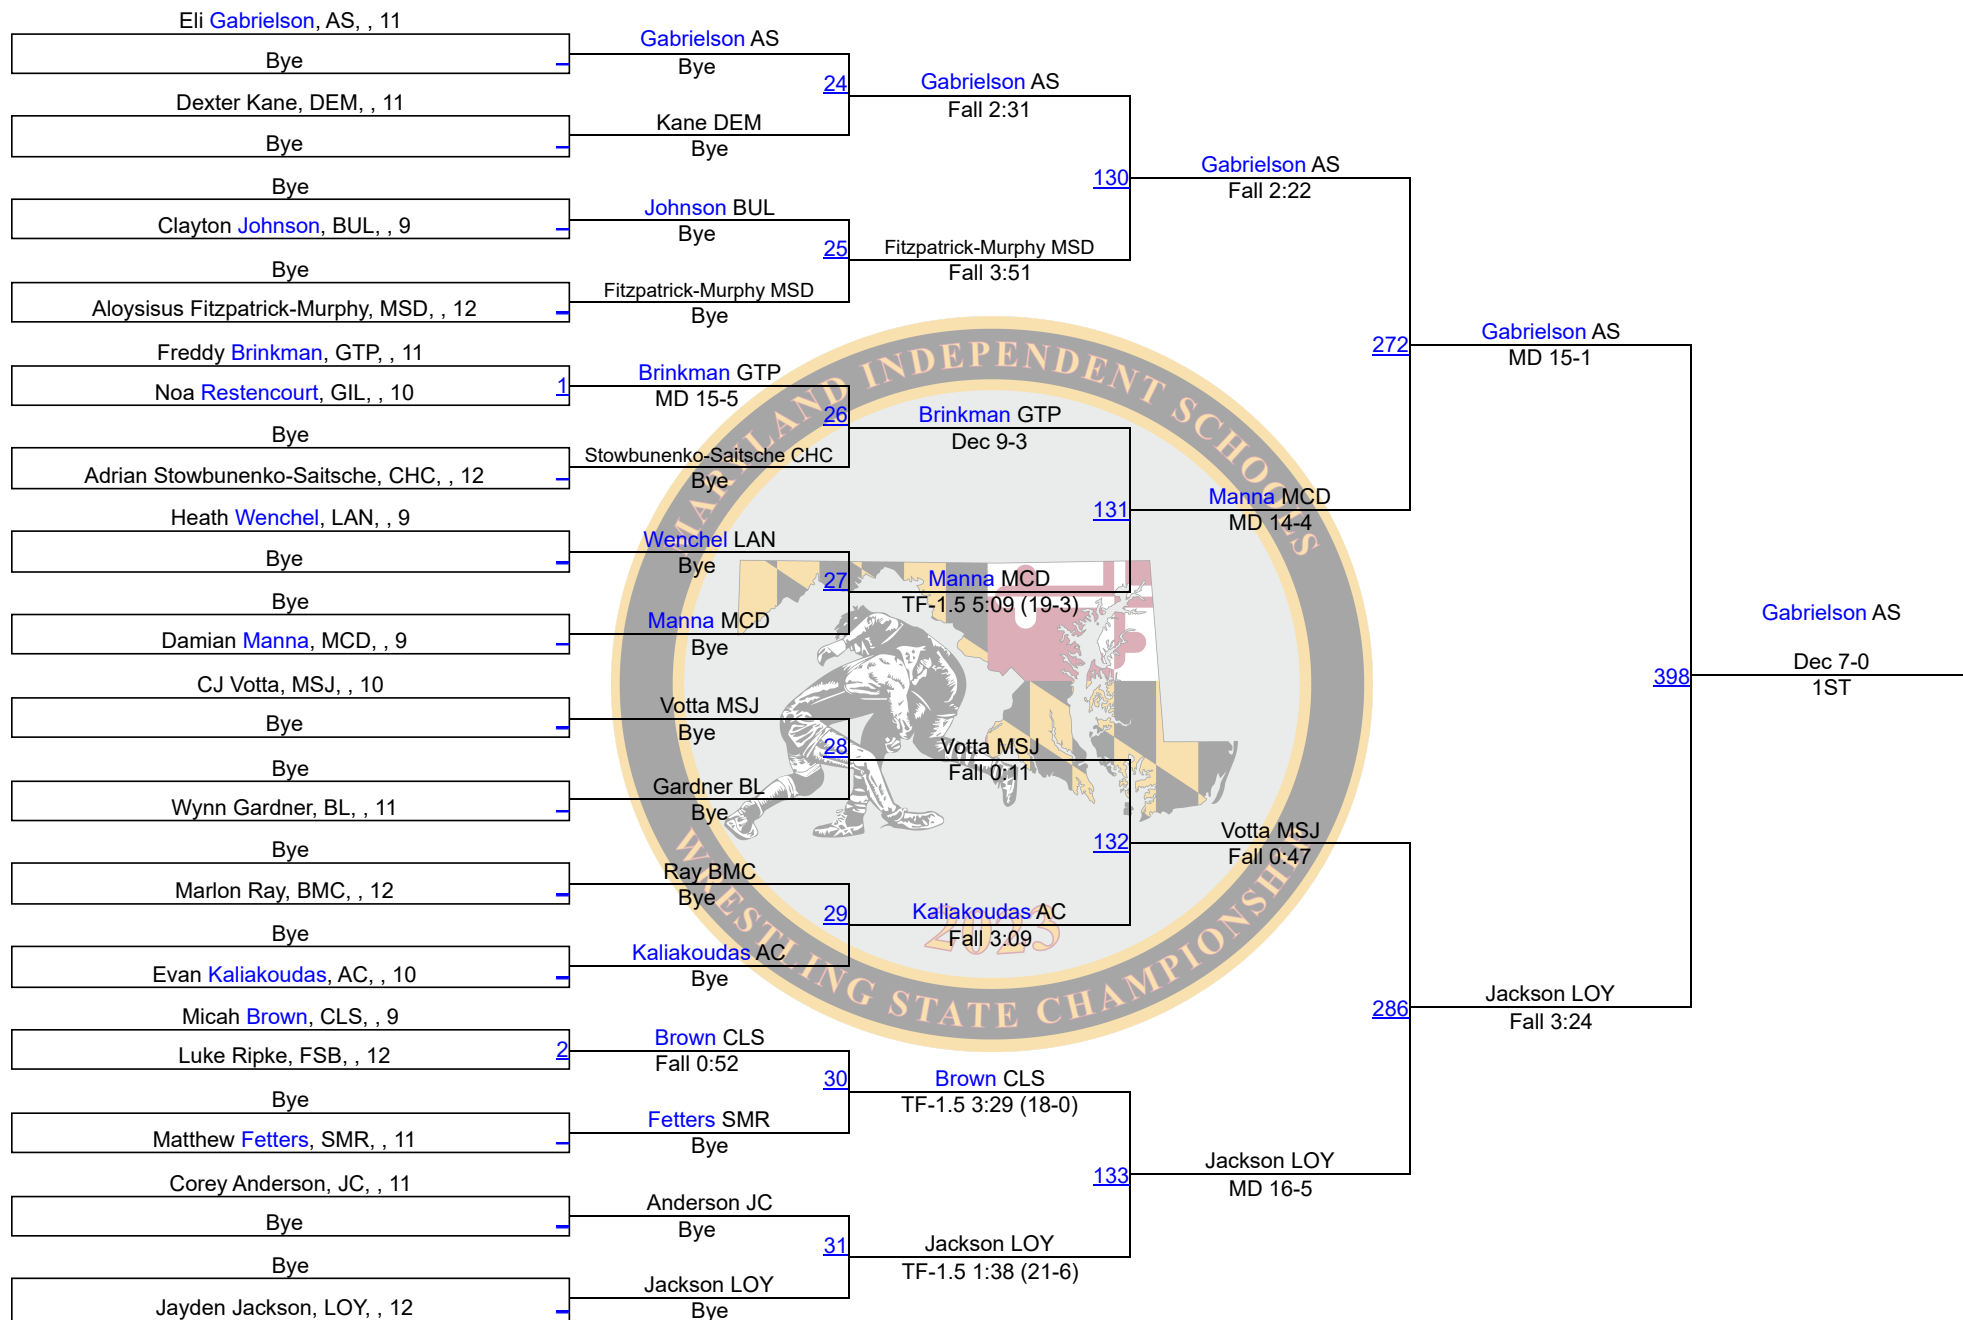 Eli Gabrielson, AS, , 11
Bye
Dexter Kane, DEM, , 11
Bye
Bye
Clayton Johnson, BUL, , 9
Bye
Aloysisus Fitzpatrick-Murphy, MSD, , 12
Freddy Brinkman, GTP, , 11
Noa Restencourt, GIL, , 10
1
Bye
Adrian Stowbunenko-Saitsche, CHC, , 12
Heath Wenchel, LAN, , 9
Bye
Bye
Damian Manna, MCD, , 9
CJ Votta, MSJ, , 10
Bye
Bye
Wynn Gardner, BL, , 11
Bye
Marlon Ray, BMC, , 12
Bye
Evan Kaliakoudas, AC, , 10
Micah Brown, CLS, , 9
Luke Ripke, FSB, , 12
2
Bye
Matthew Fetters, SMR, , 11
Corey Anderson, JC, , 11
Bye
Bye
Jayden Jackson, LOY, , 12
Gabrielson AS
Bye
24
Kane DEM
Bye
Johnson BUL
Bye
25
Fitzpatrick-Murphy MSD
Bye
Brinkman GTP
MD 15-5
26
Stowbunenko-Saitsche CHC
Bye
Wenchel LAN
Bye
27
Manna MCD
Bye
Votta MSJ
Bye
28
Gardner BL
Bye
Ray BMC
Bye
29
Kaliakoudas AC
Bye
Brown CLS
Fall 0:52
30
Fetters SMR
Bye
Anderson JC
Bye
31
Jackson LOY
Bye
Gabrielson AS
Fall 2:31
130
Fitzpatrick-Murphy MSD
Fall 3:51
Brinkman GTP
Dec 9-3
131
Manna MCD
TF-1.5 5:09 (19-3)
Votta MSJ
Fall 0:11
132
Kaliakoudas AC
Fall 3:09
Brown CLS
TF-1.5 3:29 (18-0)
133
Jackson LOY
TF-1.5 1:38 (21-6)
Gabrielson AS
Fall 2:22
272
Manna MCD
MD 14-4
Votta MSJ
Fall 0:47
286
Jackson LOY
MD 16-5
Gabrielson AS
MD 15-1
398
Jackson LOY
Fall 3:24
Gabrielson AS
Dec 7-0
1ST
MARYLAND INDEPENDENT SCHOOLS
WRESTLING STATE CHAMPIONSHIP
2023